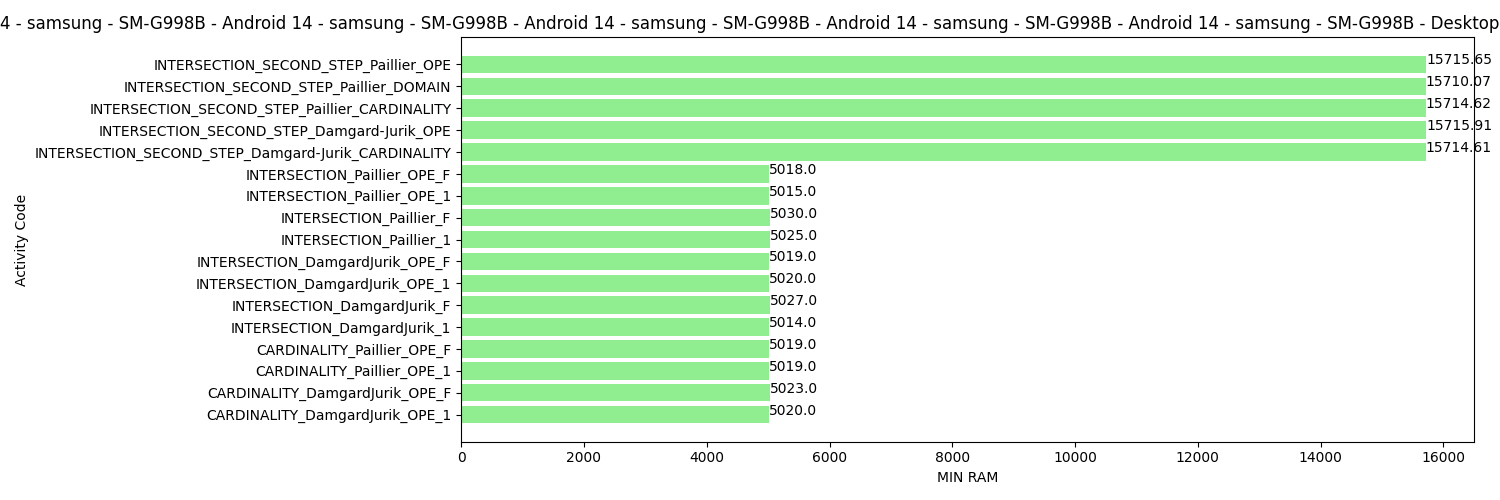 4 - samsung - SM-G998B - Android 14 - samsung - SM-G998B - Android 14 - samsung - SM-G998B - Android 14 - samsung - SM-G998B - Android 14 - samsung - SM-G998B - Desktop
INTERSECTION_SECOND_STEP_Paillier_OPE 15715.65
INTERSECTION_SECOND_STEP_Paillier_DOMAIN 15710.07
INTERSECTION_SECOND_STEP_Paillier_CARDINALITY 15714.62
INTERSECTION_SECOND_STEP_Damgard-Jurik_OPE 15715.91
INTERSECTION_SECOND_STEP_Damgard-Jurik_CARDINALITY 15714.61
INTERSECTION_Paillier_OPE_F 5018.0
INTERSECTION_Paillier_OPE_1 5015.0
INTERSECTION_Paillier_F 5030.0
INTERSECTION_Paillier_1 5025.0
INTERSECTION_DamgardJurik_OPE_F 5019.0
INTERSECTION_DamgardJurik_OPE_1 5020.0
INTERSECTION_DamgardJurik_F 5027.0
INTERSECTION_DamgardJurik_1 5014.0
CARDINALITY_Paillier_OPE_F 5019.0
CARDINALITY_Paillier_OPE_1 5019.0
CARDINALITY_DamgardJurik_OPE_F 5023.0
CARDINALITY_DamgardJurik_OPE_1 5020.0
Activity Code
0 2000 4000 6000 8000 10000 12000 14000 16000
MIN RAM